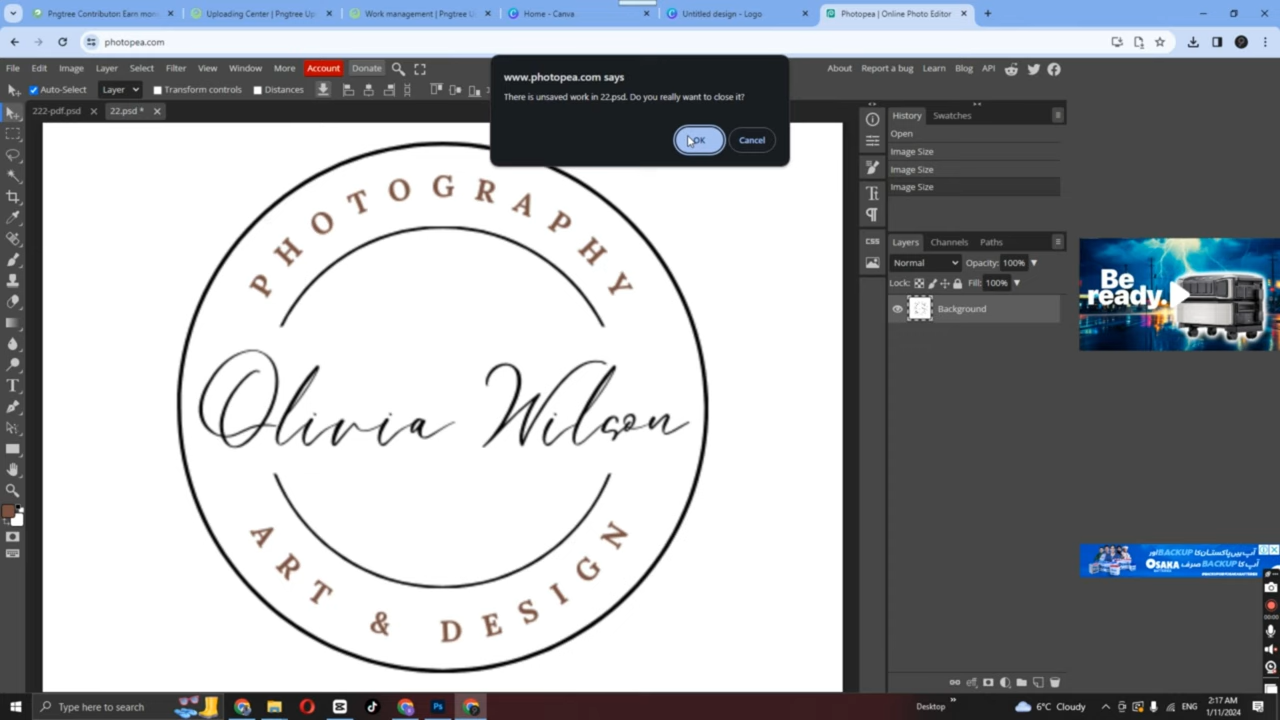 Pngtree Contributor: Earn mon
Uploading Center | Pngtree Up
Work management | Pngtree U
Home - Canva
Untitled design - Logo
Photopea | Online Photo Editor
photopea.com
File Edit Image Layer Select Filter View Window More Account Donate
About Report a bug Learn Blog API
Auto-Select Layer Transform controls Distances
www.photopea.com says
There is unsaved work in 22.psd. Do you really want to close it?
OK Cancel
222-pdf.psd 22.psd *
History Swatches
Open
Image Size
Image Size
Image Size
CSS
Layers Channels Paths
Normal Opacity: 100%
Lock: Fill: 100%
Background
PHOTOGRAPHY
Olivia Wilson
ART & DESIGN
Be
ready.
OSAKA
Type here to search
Desktop
6°C Cloudy
ENG
2:17 AM
1/11/2024